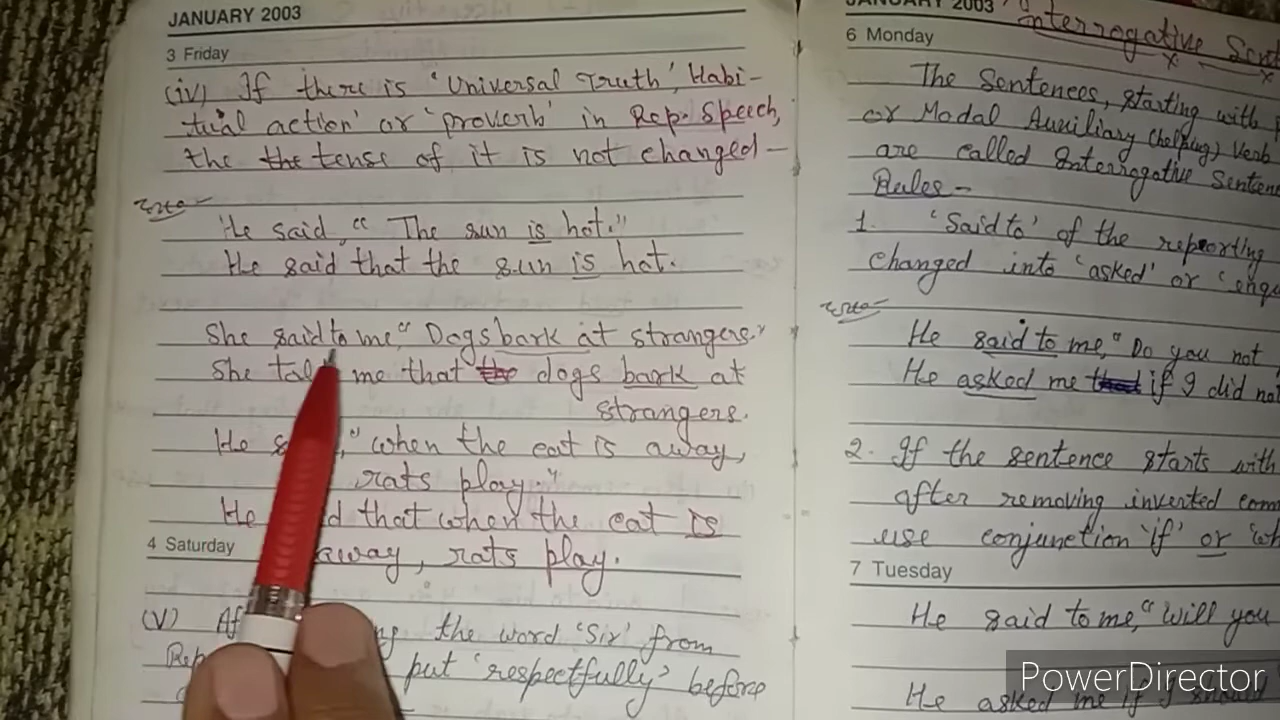 JANUARY 2003
3 Friday
(iv) If there is 'Universal Truth', Habi-
tual action' or 'proverb' in Rep. Speech,
the the tense of it is not changed-
He said, "The sun is hot."
He said that the sun is hot.
She said to me, "Dogs bark at strangers."
She me that the dogs bark at
strangers.
He "when the cat is away,
rats play."
He that when the cat is
4 Saturday
away, rats play.
(V) the word 'Sir' from
put 'respectfully' before
JANUARY 2003
Interrogative
6 Monday
The Sentences, starting with
or Modal Auxiliary (helping) Verb
are called Interrogative
Rules-
1. 'Said to' of the reporting
changed into 'asked' or
He said to me, "Do you not
He asked me if I did not
2. If the sentence starts with
after removing inverted
use conjunction 'if' or
7 Tuesday
He said to me, "will you
He asked me if I should
PowerDirector